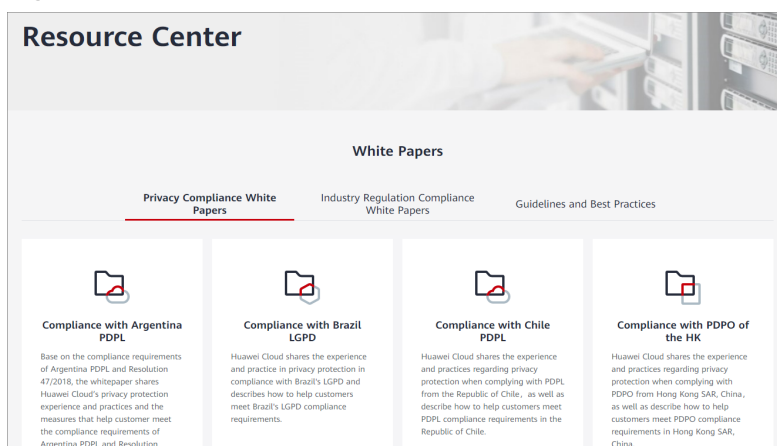 Resource Center
White Papers
Privacy Compliance White
Papers
Industry Regulation Compliance
White Papers
Guidelines and Best Practices
Compliance with Argentina
PDPL
Base on the compliance requirements
of Argentina PDPL and Resolution
47/2018, the whitepaper shares
Huawei Cloud's privacy protection
experience and practices and the
measures that help customer meet
the compliance requirements of
Argentina PDPL and Resolution
Compliance with Brazil
LGPD
Huawei Cloud shares the experience
and practice in privacy protection in
compliance with Brazil's LGPD and
describes how to help customers
meet Brazil's LGPD compliance
requirements.
Compliance with Chile
PDPL
Huawei Cloud shares the experience
and practices regarding privacy
protection when complying with PDPL
from the Republic of Chile, as well as
describe how to help customers meet
PDPL compliance requirements in the
Republic of Chile.
Compliance with PDPO of
the HK
Huawei Cloud shares the experience
and practices regarding privacy
protection when complying with
PDPO from Hong Kong SAR, China,
as well as describe how to help
customers meet PDPO compliance
requirements in Hong Kong SAR,
China.